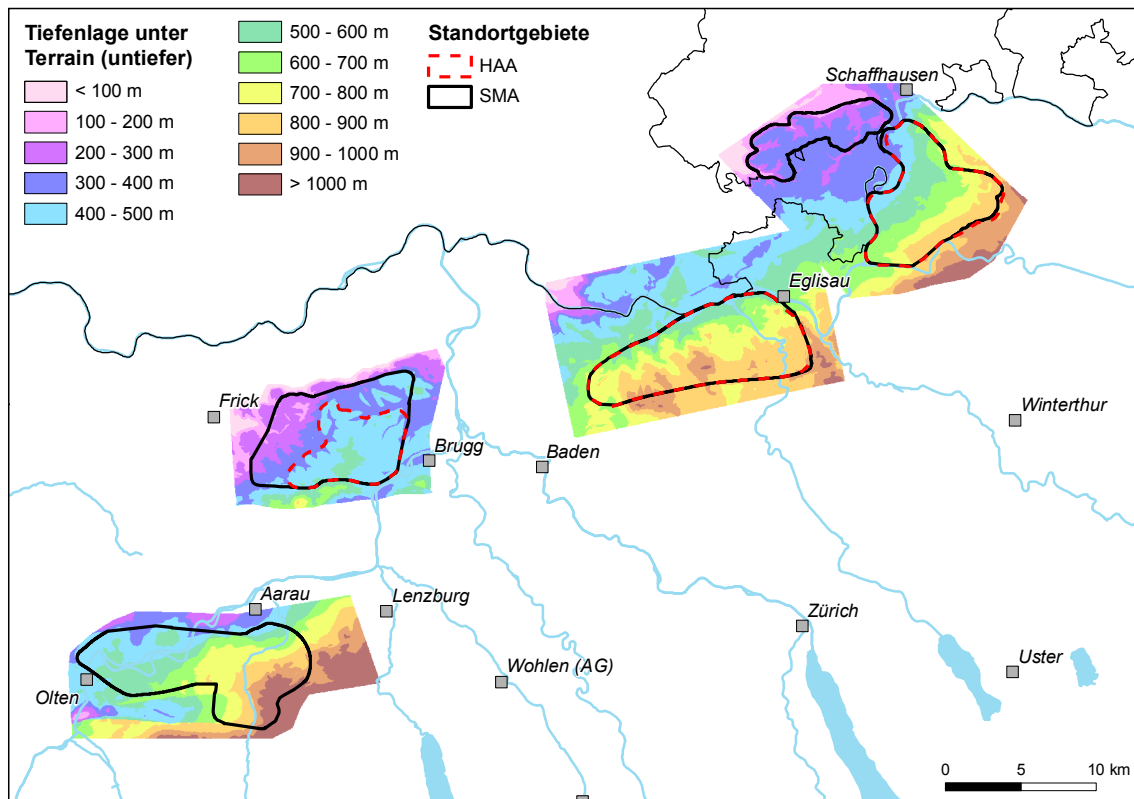 Tiefenlage unter
Terrain (untiefer)
< 100 m
100 - 200 m
200 - 300 m
300 - 400 m
400 - 500 m
500 - 600 m
600 - 700 m
700 - 800 m
800 - 900 m
900 - 1000 m
> 1000 m
Standortgebiete
HAA
SMA
Schaffhausen
Eglisau
Frick
Brugg
Baden
Winterthur
Aarau
Lenzburg
Zürich
Olten
Wohlen (AG)
Uster
0 5 10 km